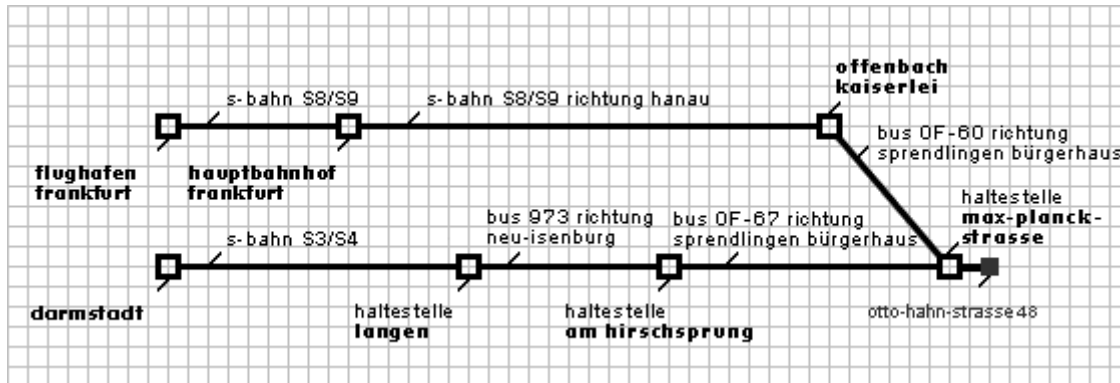 offenbach
kaiserlei
s-bahn S8/S9
s-bahn S8/S9 richtung hanau
bus OF-60 richtung
sprendlingen bürgerhaus
flughafen
frankfurt
hauptbahnhof
frankfurt
haltestelle
max-planck-
strasse
s-bahn S3/S4
bus 973 richtung
neu-isenburg
bus OF-67 richtung
sprendlingen bürgerhaus
darmstadt
haltestelle
langen
haltestelle
am hirschsprung
otto-hahn-strasse 48